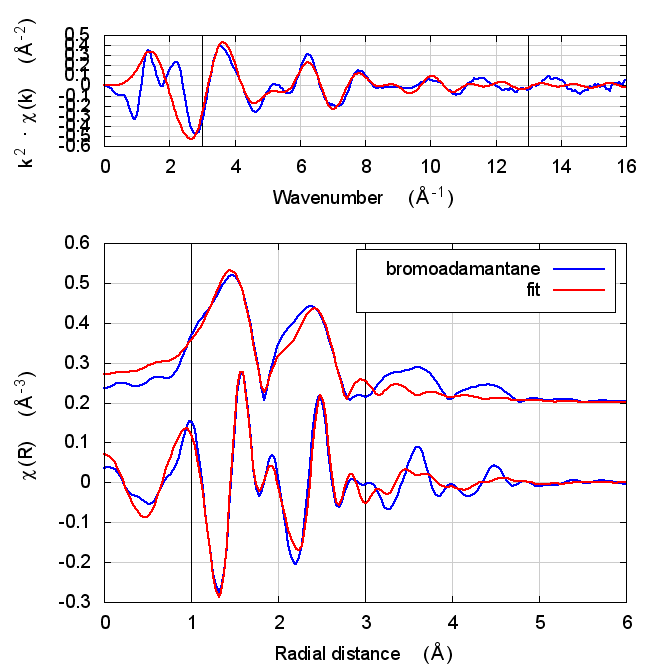 0.5
0.4
0.3
0.2
0.1
0
-0.1
-0.2
-0.3
-0.4
-0.5
-0.6
k² · χ(k) (Å⁻²)
0 2 4 6 8 10 12 14 16
Wavenumber (Å⁻¹)
0.6
0.5
0.4
0.3
0.2
0.1
0
-0.1
-0.2
-0.3
χ(R) (Å⁻³)
bromoadamantane
fit
0 1 2 3 4 5 6
Radial distance (Å)